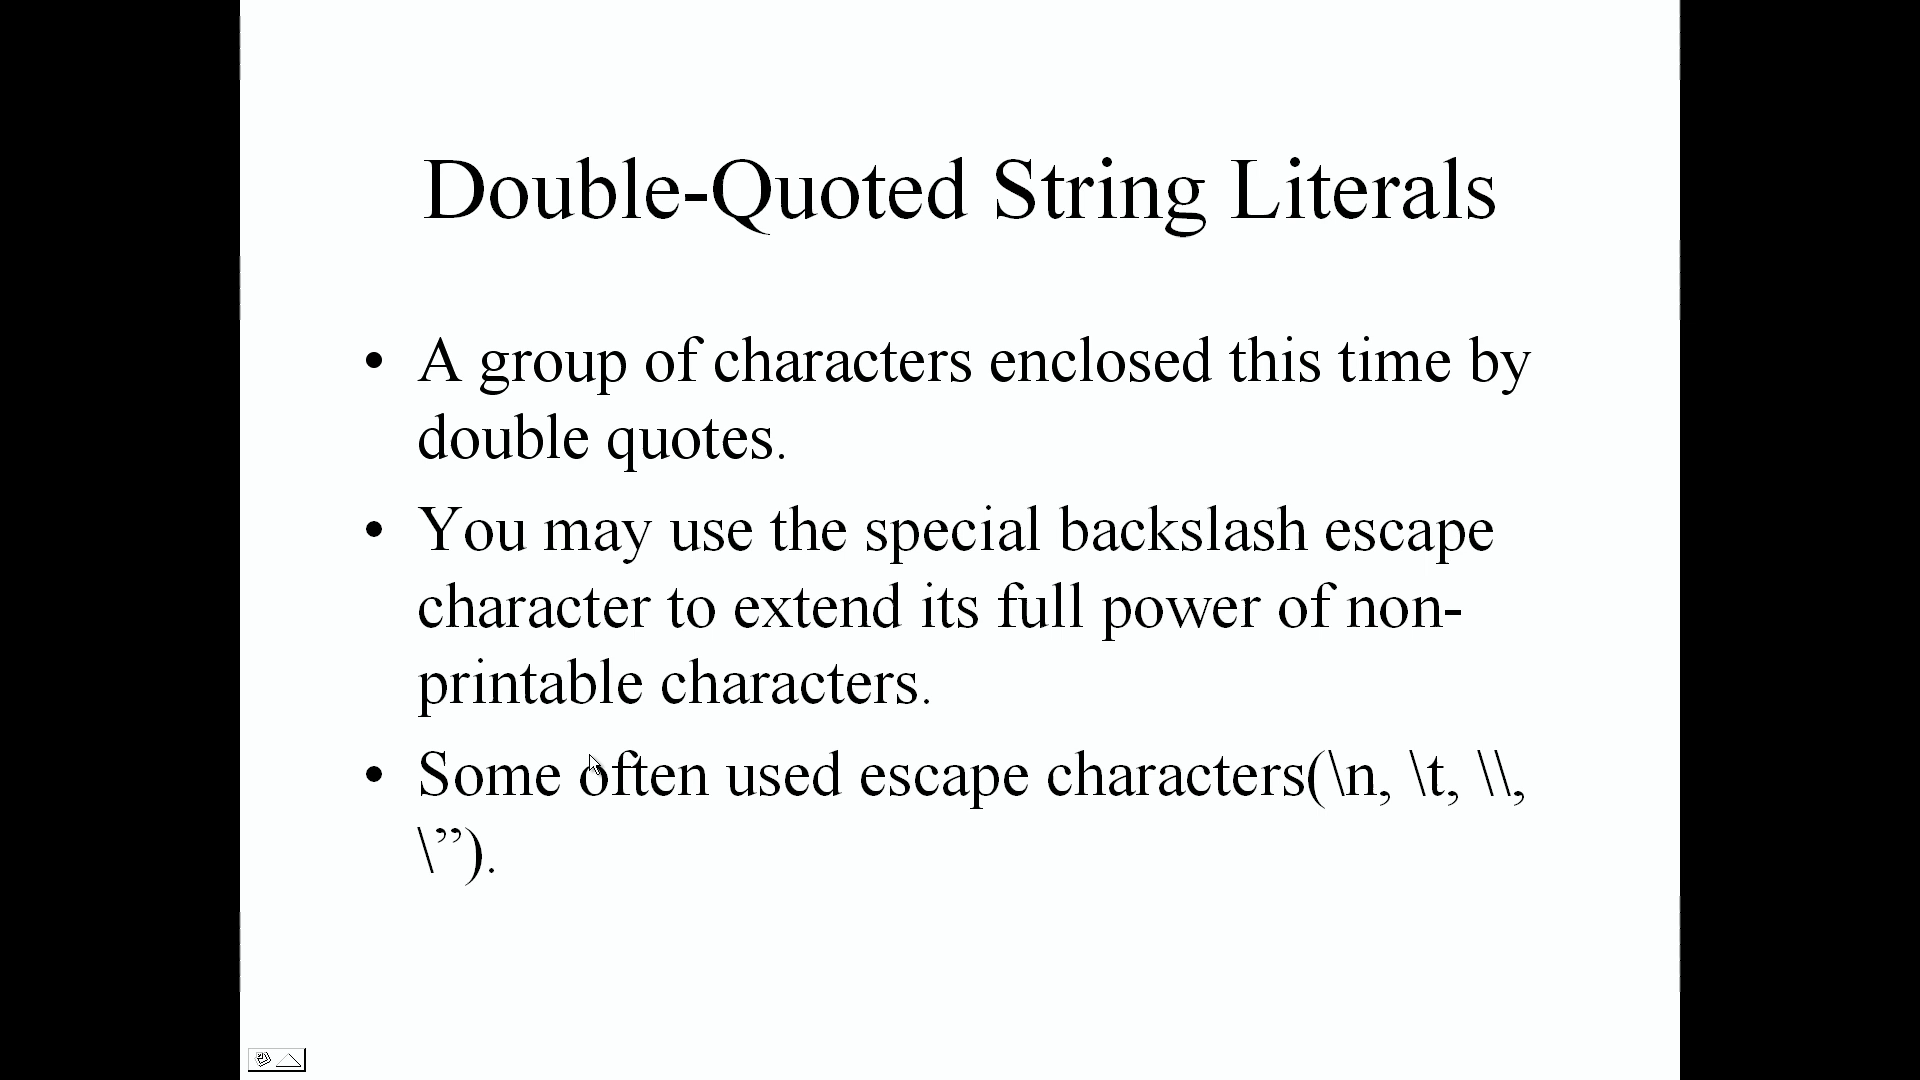 Double-Quoted String Literals
• A group of characters enclosed this time by
double quotes.
• You may use the special backslash escape
character to extend its full power of non-
printable characters.
• Some often used escape characters(\n, \t, \\,
\”).